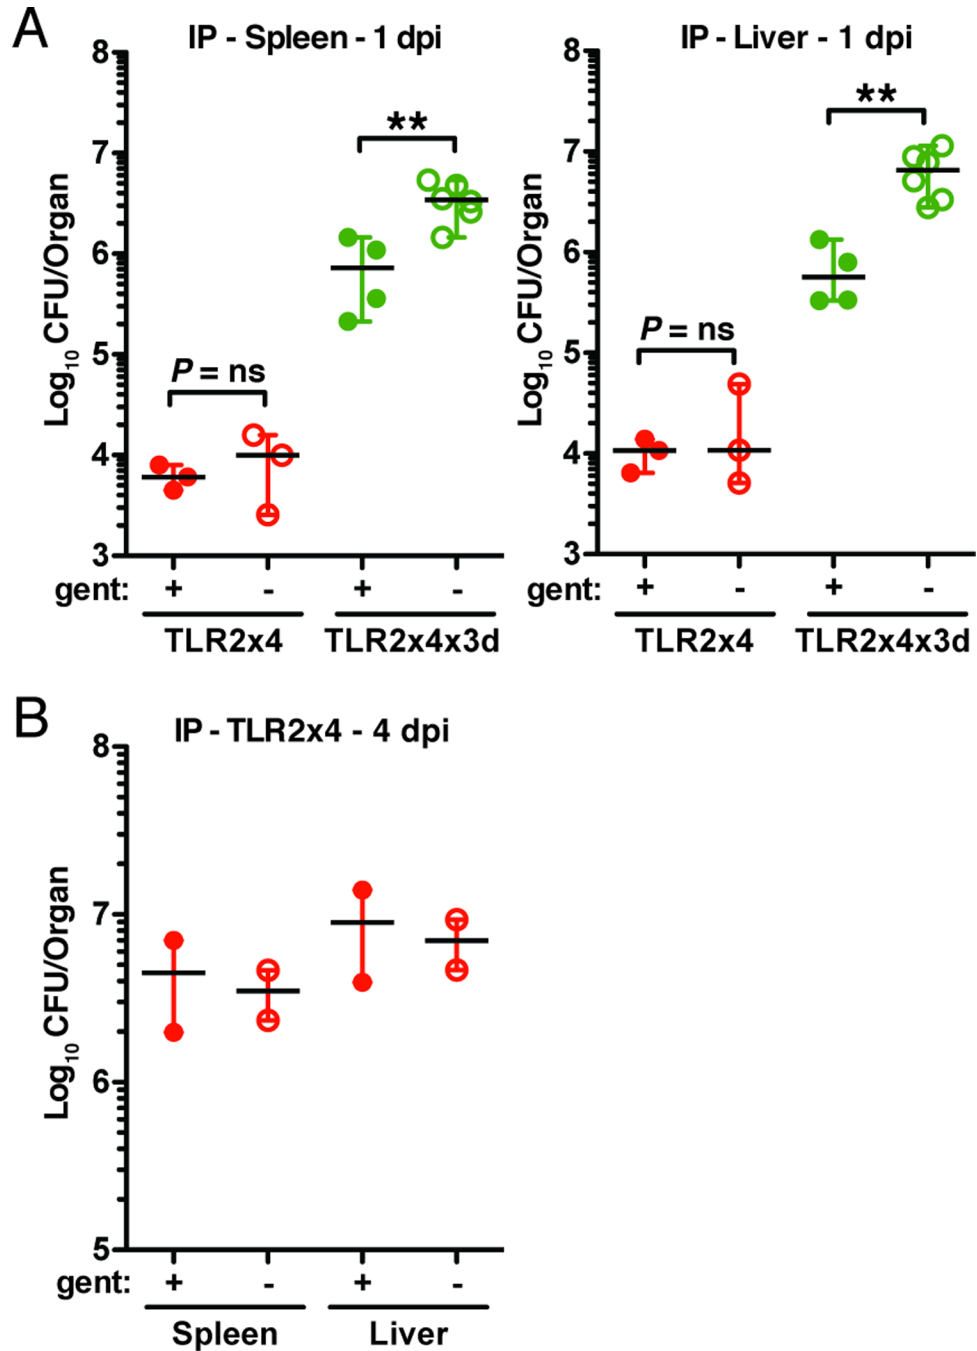 A
IP - Spleen - 1 dpi
8
7
6
5
4
3
Log10 CFU/Organ
**
P = ns
gent: + - + -
TLR2x4 TLR2x4x3d
IP - Liver - 1 dpi
8
7
6
5
4
3
Log10 CFU/Organ
**
P = ns
gent: + - + -
TLR2x4 TLR2x4x3d
B
IP - TLR2x4 - 4 dpi
8
7
6
5
Log10 CFU/Organ
gent: + - + -
Spleen Liver